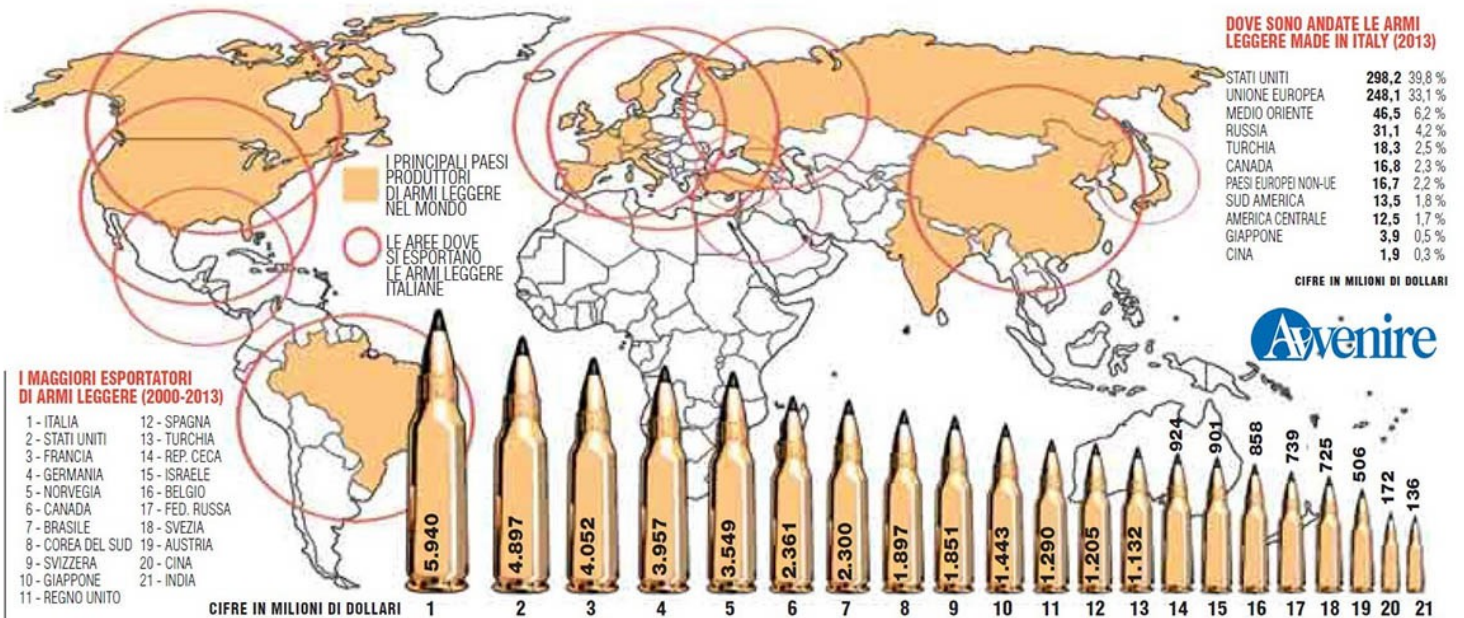 DOVE SONO ANDATE LE ARMI
LEGGERE MADE IN ITALY (2013)
STATI UNITI 298,2 39,8 %
UNIONE EUROPEA 248,1 33,1 %
MEDIO ORIENTE 46,5 6,2 %
RUSSIA 31,1 4,2 %
TURCHIA 18,3 2,5 %
CANADA 16,8 2,3 %
PAESI EUROPEI NON-UE 16,7 2,2 %
SUD AMERICA 13,5 1,8 %
AMERICA CENTRALE 12,5 1,7 %
GIAPPONE 3,9 0,5 %
CINA 1,9 0,3 %
CIFRE IN MILIONI DI DOLLARI
I PRINCIPALI PAESI
PRODUTTORI
DI ARMI LEGGERE
NEL MONDO
LE AREE DOVE
SI ESPORTANO
LE ARMI LEGGERE
ITALIANE
Avvenire
I MAGGIORI ESPORTATORI
DI ARMI LEGGERE (2000-2013)
1 - ITALIA
2 - STATI UNITI
3 - FRANCIA
4 - GERMANIA
5 - NORVEGIA
6 - CANADA
7 - BRASILE
8 - COREA DEL SUD
9 - SVIZZERA
10 - GIAPPONE
11 - REGNO UNITO
12 - SPAGNA
13 - TURCHIA
14 - REP. CECA
15 - ISRAELE
16 - BELGIO
17 - FED. RUSSA
18 - SVEZIA
19 - AUSTRIA
20 - CINA
21 - INDIA
5.940
4.897
4.052
3.957
3.549
2.361
2.300
1.897
1.851
1.443
1.290
1.205
1.132
924
901
858
739
725
506
172
136
CIFRE IN MILIONI DI DOLLARI 1 2 3 4 5 6 7 8 9 10 11 12 13 14 15 16 17 18 19 20 21